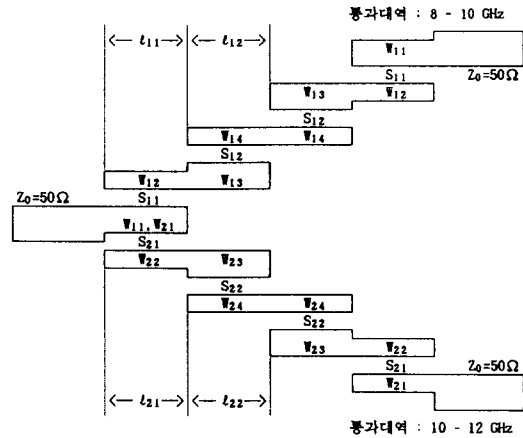 통과대역 : 8 - 10 GHz
ℓ₁₁ ℓ₁₂
W₁₁
S₁₁ Z₀=50Ω
W₁₃ W₁₂
S₁₂
W₁₄ W₁₄
S₁₂
W₁₂ W₁₃
Z₀=50Ω S₁₁
W₁₁, W₂₁
S₂₁
W₂₂ W₂₃
S₂₂
W₂₄ W₂₄
S₂₂
W₂₃ W₂₂
S₂₁ Z₀=50Ω
W₂₁
ℓ₂₁ ℓ₂₂
통과대역 : 10 - 12 GHz